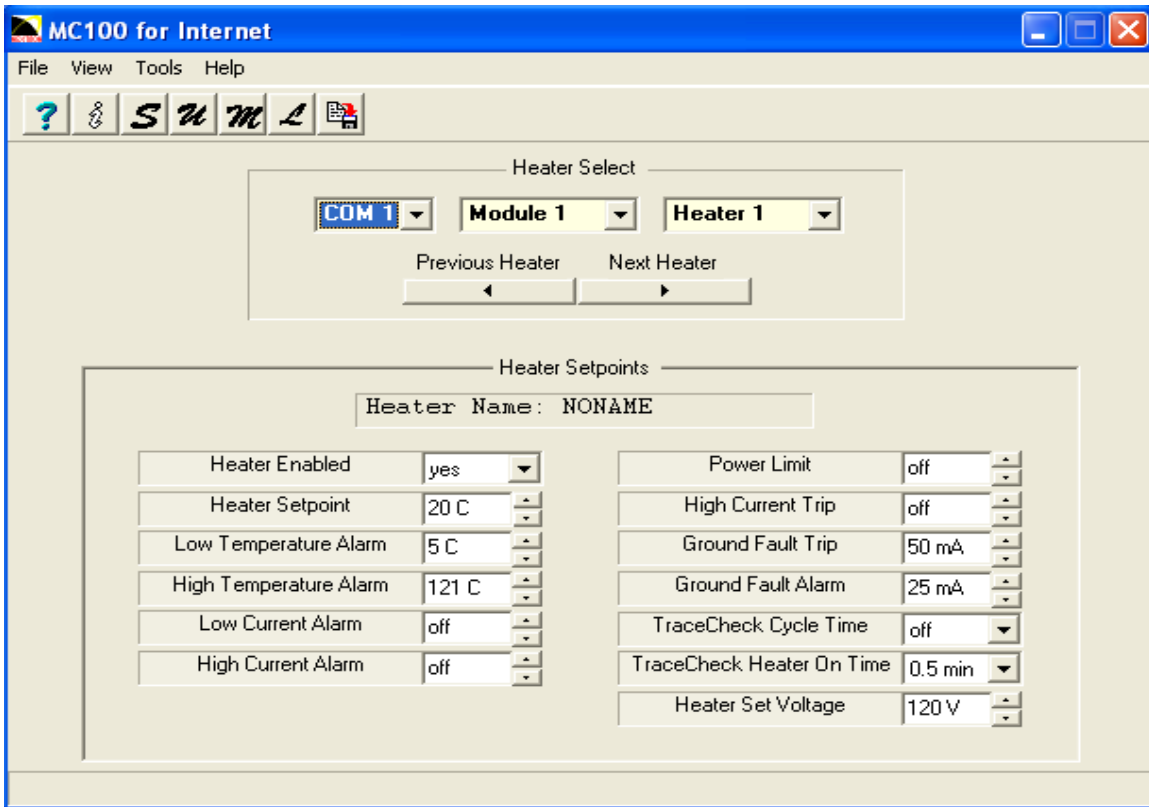 MC100 for Internet
File View Tools Help
? i S U M L
Heater Select
COM 1 Module 1 Heater 1
Previous Heater Next Heater
Heater Setpoints
Heater Name: NONAME
Heater Enabled yes
Heater Setpoint 20 C
Low Temperature Alarm 5 C
High Temperature Alarm 121 C
Low Current Alarm off
High Current Alarm off
Power Limit off
High Current Trip off
Ground Fault Trip 50 mA
Ground Fault Alarm 25 mA
TraceCheck Cycle Time off
TraceCheck Heater On Time 0.5 min
Heater Set Voltage 120 V